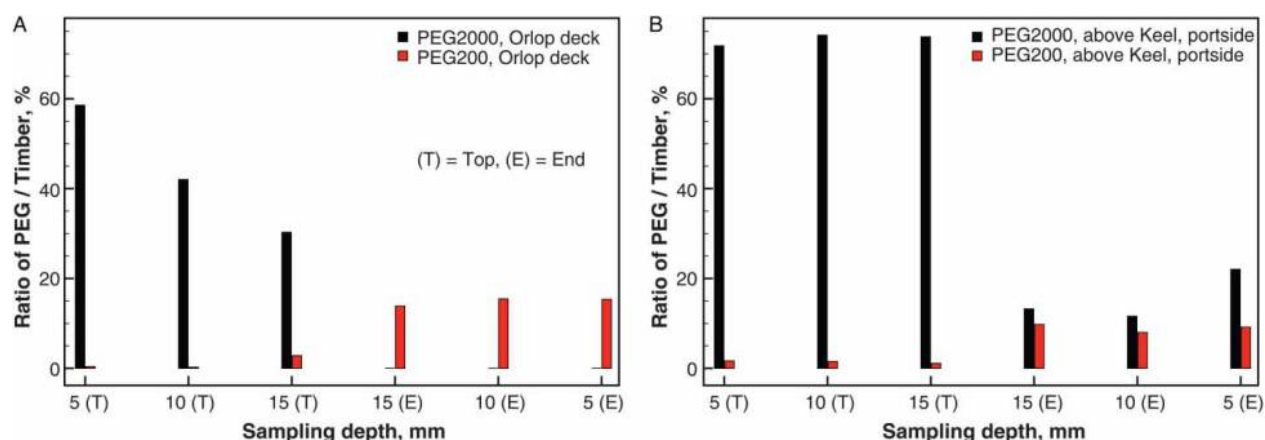 A
PEG2000, Orlop deck
PEG200, Orlop deck
(T) = Top, (E) = End
Ratio of PEG / Timber, %
60
40
20
0
5 (T) 10 (T) 15 (T) 15 (E) 10 (E) 5 (E)
Sampling depth, mm
B
PEG2000, above Keel, portside
PEG200, above Keel, portside
Ratio of PEG / Timber, %
60
40
20
0
5 (T) 10 (T) 15 (T) 15 (E) 10 (E) 5 (E)
Sampling depth, mm